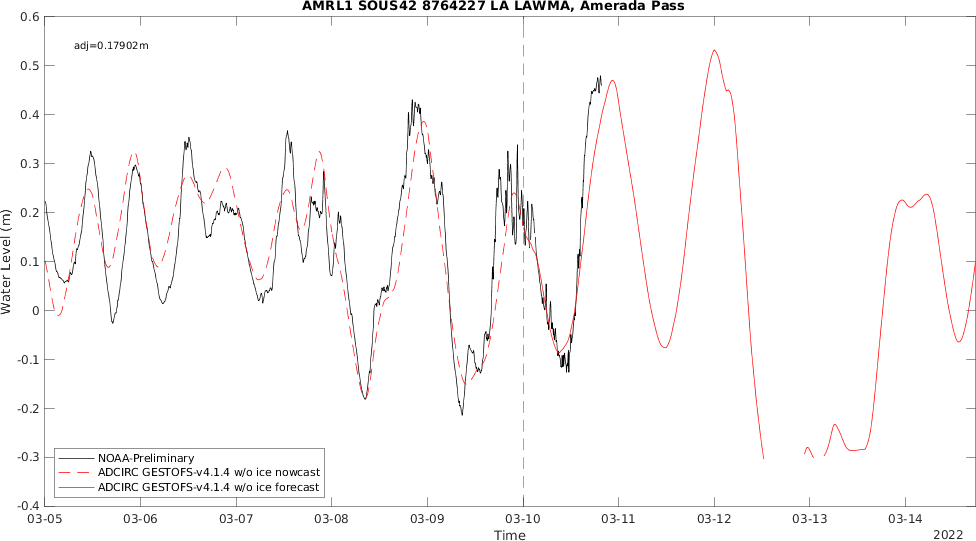 AMRL1 SOUS42 8764227 LA LAWMA, Amerada Pass
adj=0.17902m
0.6
0.5
0.4
0.3
0.2
0.1
0
-0.1
-0.2
-0.3
-0.4
Water Level (m)
NOAA-Preliminary
ADCIRC GESTOFS-v4.1.4 w/o ice nowcast
ADCIRC GESTOFS-v4.1.4 w/o ice forecast
03-05 03-06 03-07 03-08 03-09 03-10 03-11 03-12 03-13 03-14
Time
2022